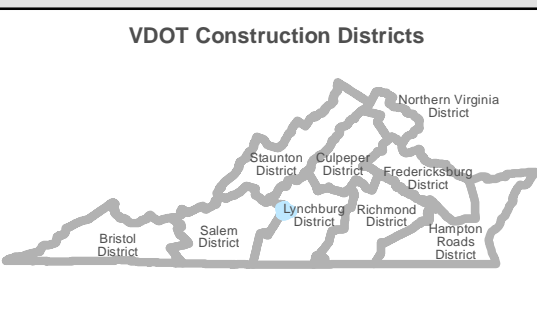 VDOT Construction Districts
Northern Virginia
District
Staunton
District
Culpeper
District
Fredericksburg
District
Lynchburg
District
Richmond
District
Salem
District
Bristol
District
Hampton
Roads
District